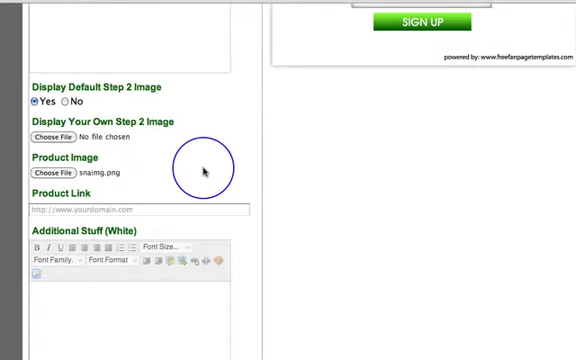 SIGN UP
powered by: www.freefanpagetemplates.com
Display Default Step 2 Image
Yes No
Display Your Own Step 2 Image
Choose File No file chosen
Product Image
Choose File snaimg.png
Product Link
http://www.yourdomain.com
Additional Stuff (White)
B I U Font Size...
Font Family. Font Format